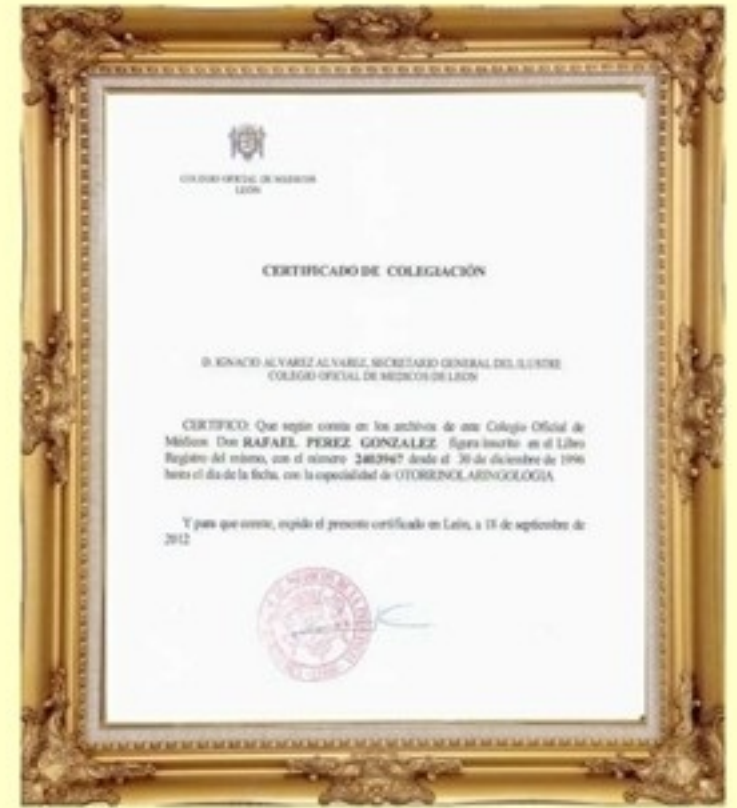 COLEGIO OFICIAL DE MEDICOS
LEON
CERTIFICADO DE COLEGIACIÓN
D. IGNACIO ALVAREZ ALVAREZ, SECRETARIO GENERAL DEL ILUSTRE
COLEGIO OFICIAL DE MEDICOS DE LEON
CERTIFICO: Que según consta en los archivos de este Colegio Oficial de
Médicos Don RAFAEL PEREZ GONZALEZ figura inscrito en el Libro
Registro del mismo, con el número 2403967 desde el 30 de diciembre de 1996
hasta el dia de la fecha, con la especialidad de OTORRINOLARINGOLOGIA
Y para que conste, expido el presente certificado en León, a 18 de septiembre de
2012